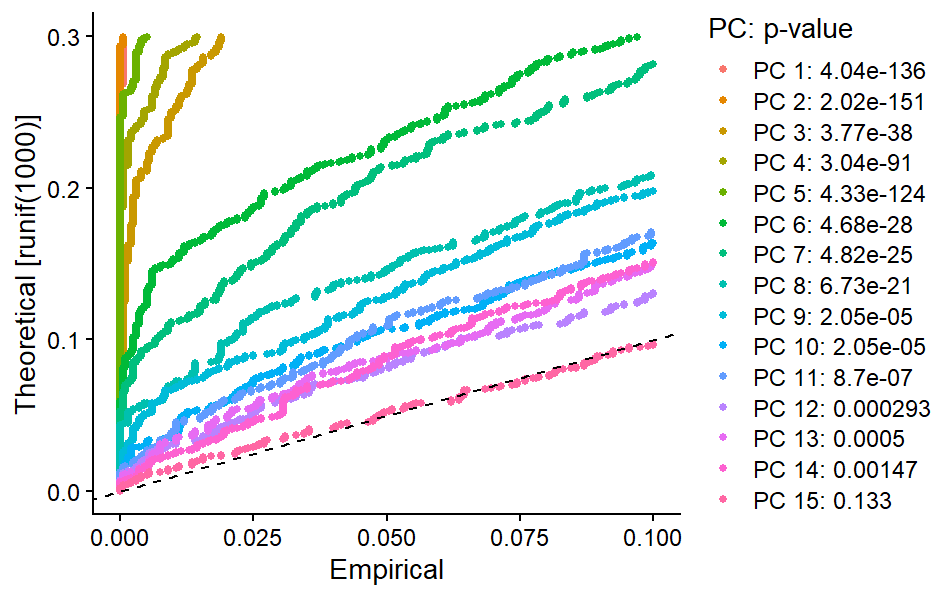 PC: p-value
PC 1: 4.04e-136
PC 2: 2.02e-151
PC 3: 3.77e-38
PC 4: 3.04e-91
PC 5: 4.33e-124
PC 6: 4.68e-28
PC 7: 4.82e-25
PC 8: 6.73e-21
PC 9: 2.05e-05
PC 10: 2.05e-05
PC 11: 8.7e-07
PC 12: 0.000293
PC 13: 0.0005
PC 14: 0.00147
PC 15: 0.133
Theoretical [runif(1000)]
0.3
0.2
0.1
0.0
0.000 0.025 0.050 0.075 0.100
Empirical